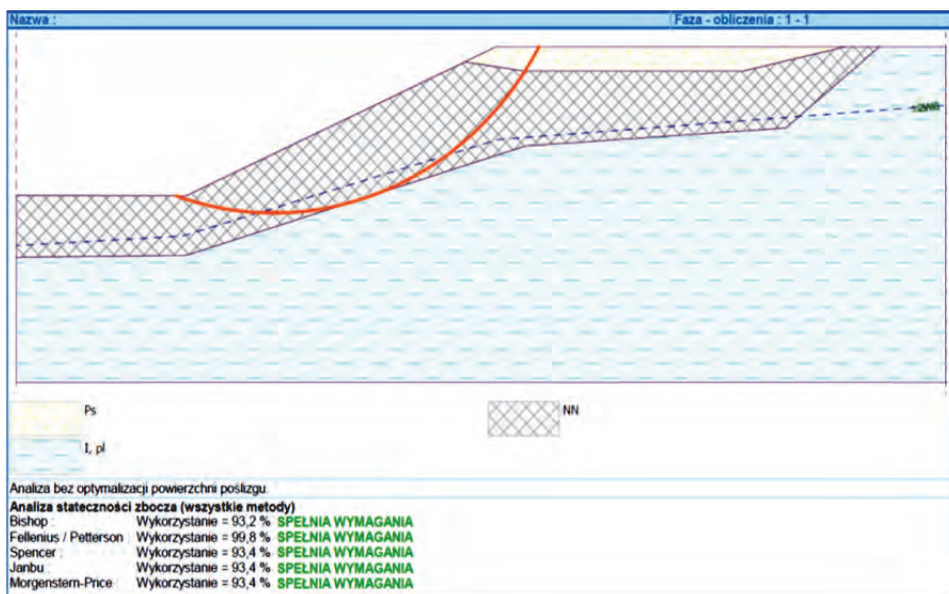 Nazwa : Faza - obliczenia : 1 - 1
Ps NN
I, pl
Analiza bez optymalizacji powierzchni poślizgu.
Analiza stateczności zbocza (wszystkie metody)
Bishop : Wykorzystanie = 93,2 % SPEŁNIA WYMAGANIA
Fellenius / Petterson : Wykorzystanie = 99,8 % SPEŁNIA WYMAGANIA
Spencer : Wykorzystanie = 93,4 % SPEŁNIA WYMAGANIA
Janbu : Wykorzystanie = 93,4 % SPEŁNIA WYMAGANIA
Morgenstern-Price : Wykorzystanie = 93,4 % SPEŁNIA WYMAGANIA